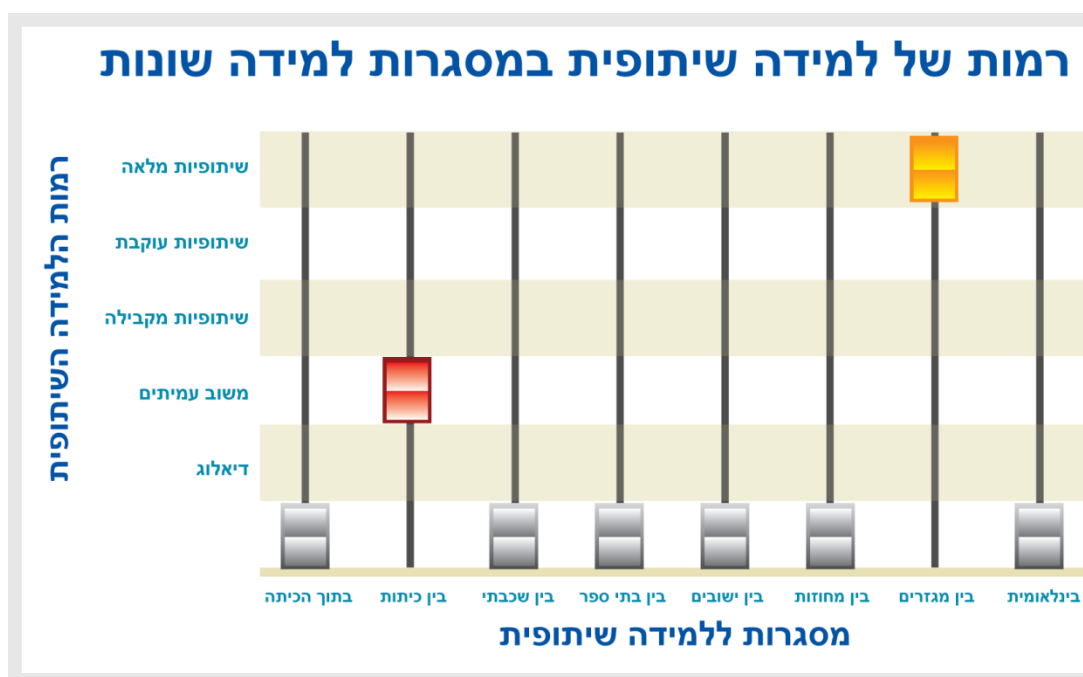 רמות של למידה שיתופית במסגרות למידה שונות
רמות הלמידה השיתופית
שיתופיות מלאה
שיתופיות עוקבת
שיתופיות מקבילה
משוב עמיתים
דיאלוג
בתוך הכיתה
בין כיתות
בין שכבתי
בין בתי ספר
בין ישובים
בין מחוזות
בין מגזרים
בינלאומית
מסגרות ללמידה שיתופית